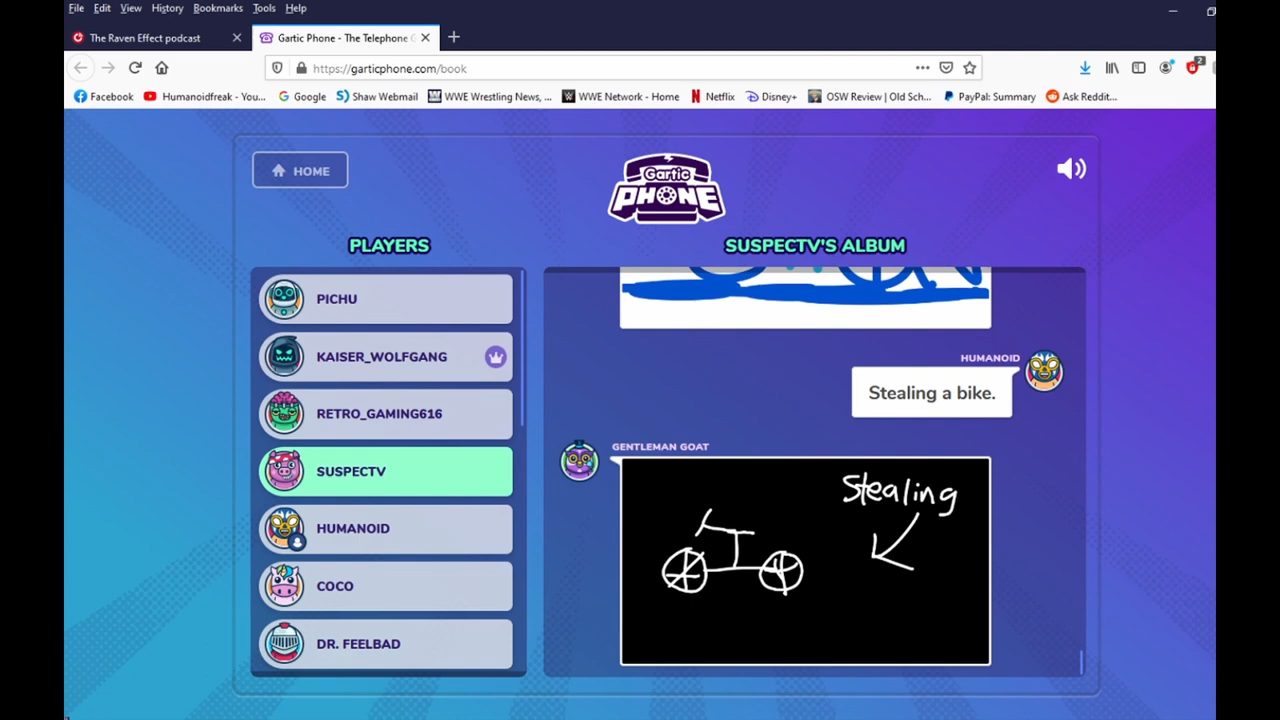 File Edit View History Bookmarks Tools Help
The Raven Effect podcast
Gartic Phone - The Telephone G
https://garticphone.com/book
2
Facebook Humanoidfreak - You... Google Shaw Webmail WWE Wrestling News, ... WWE Network - Home Netflix Disney+ OSW Review | Old Sch... PayPal: Summary Ask Reddit...
HOME
Gartic
PHONE
PLAYERS
SUSPECTV'S ALBUM
PICHU
KAISER_WOLFGANG
RETRO_GAMING616
SUSPECTV
HUMANOID
COCO
DR. FEELBAD
HUMANOID
Stealing a bike.
GENTLEMAN GOAT
Stealing